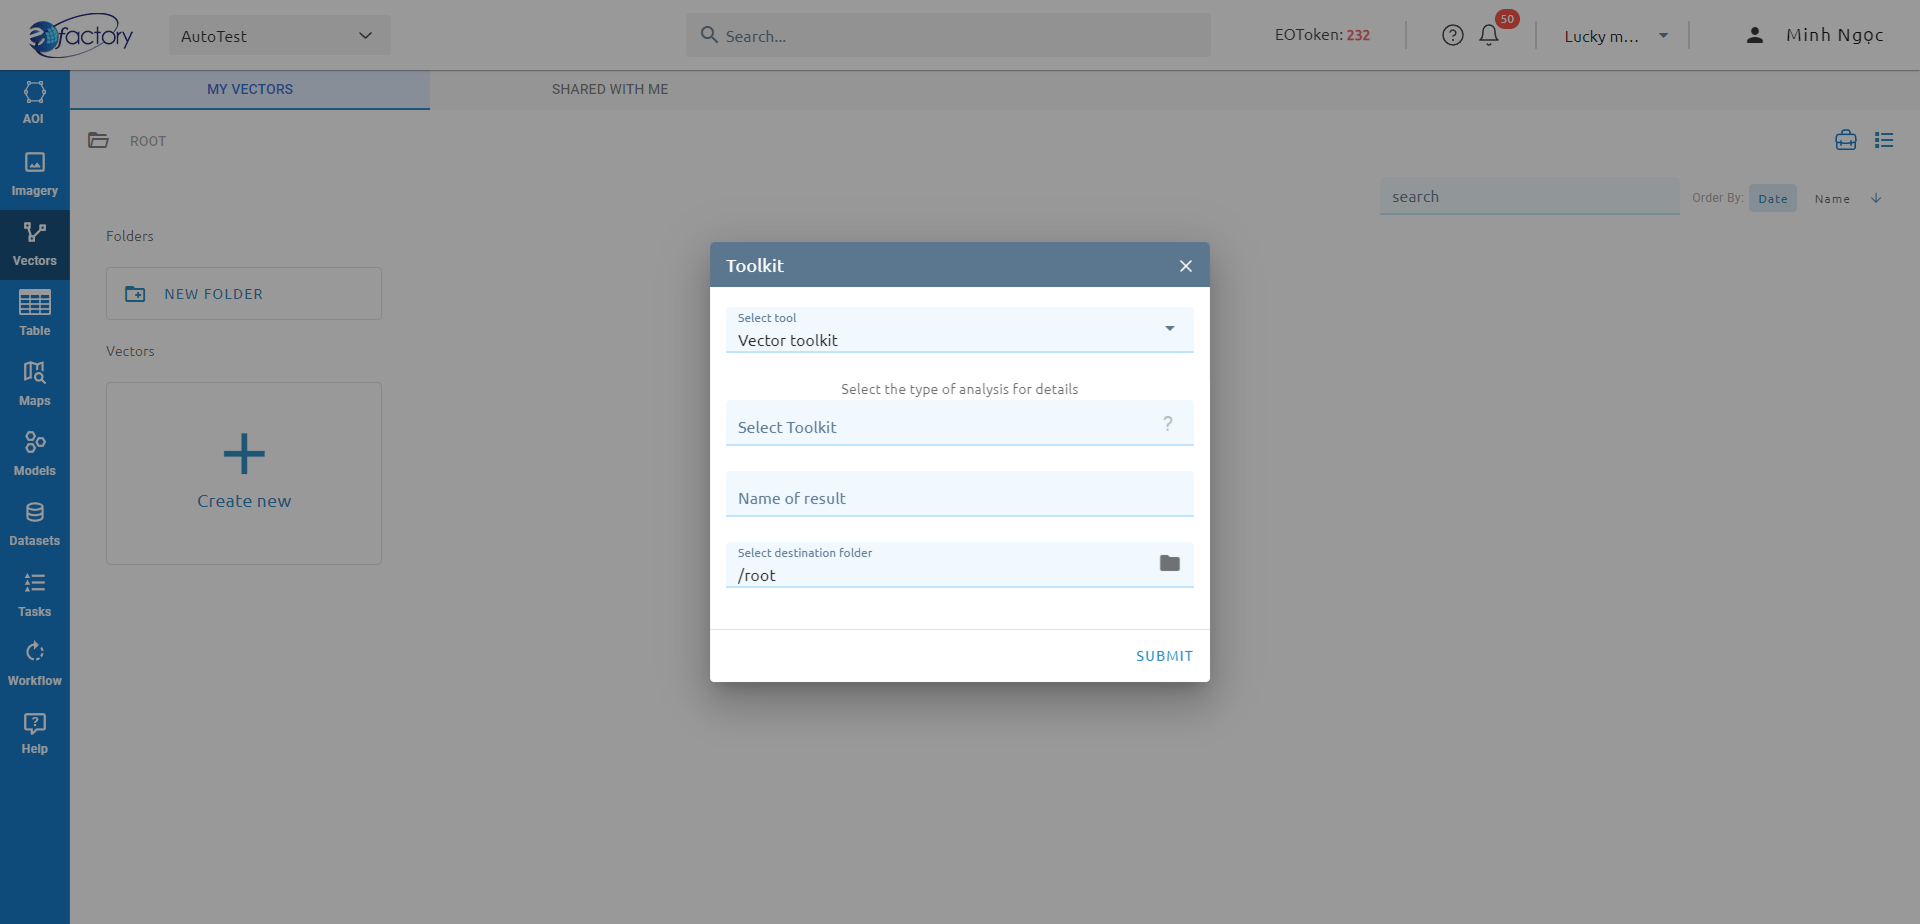 eofactory
AutoTest
Search...
EOToken: 232
50
Lucky m...
Minh Ngọc
AOI
Imagery
Vectors
Table
Maps
Models
Datasets
Tasks
Workflow
Help
MY VECTORS
SHARED WITH ME
ROOT
search
Order By:
Date
Name
Folders
NEW FOLDER
Vectors
Create new
Toolkit
Select tool
Vector toolkit
Select the type of analysis for details
Select Toolkit
?
Name of result
Select destination folder
/root
SUBMIT